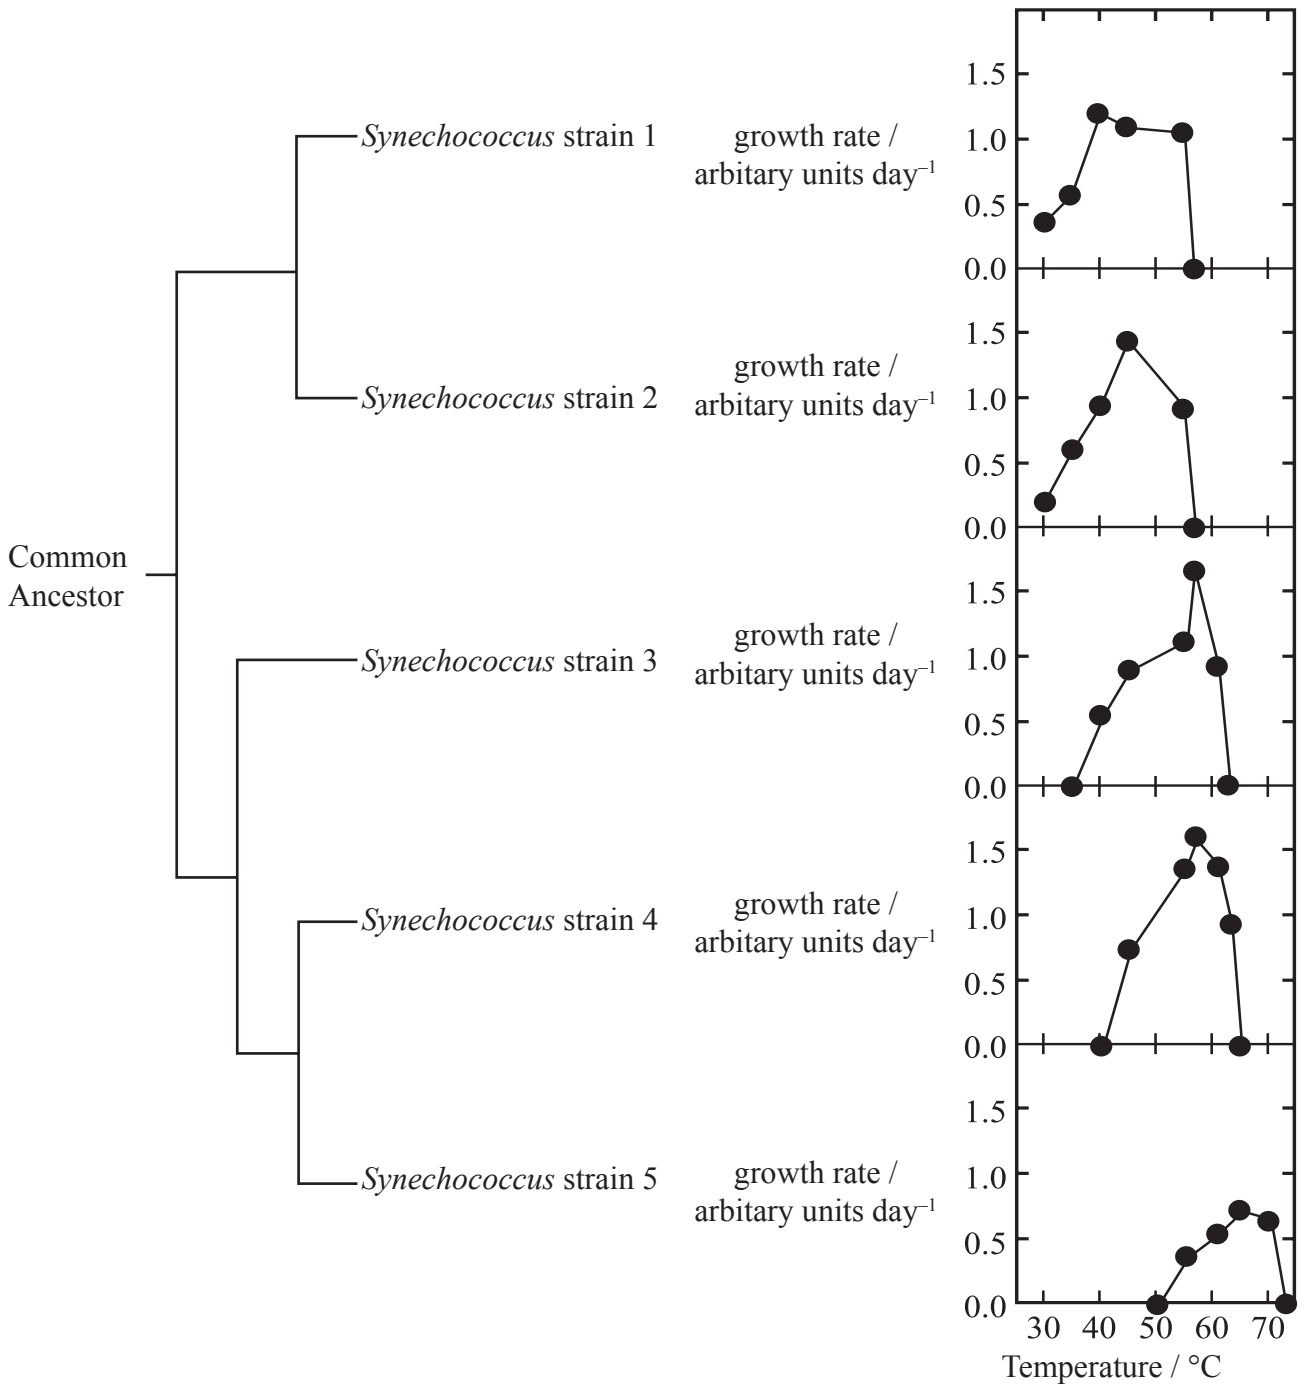 1.5
Synechococcus strain 1
growth rate /
arbitary units day–1
1.0
0.5
0.0
1.5
growth rate /
arbitary units day–1
Synechococcus strain 2
1.0
0.5
0.0
Common
Ancestor
1.5
growth rate /
arbitary units day–1
Synechococcus strain 3
1.0
0.5
0.0
1.5
growth rate /
arbitary units day–1
Synechococcus strain 4
1.0
0.5
0.0
1.5
growth rate /
arbitary units day–1
Synechococcus strain 5
1.0
0.5
0.0
30 40 50 60 70
Temperature / °C